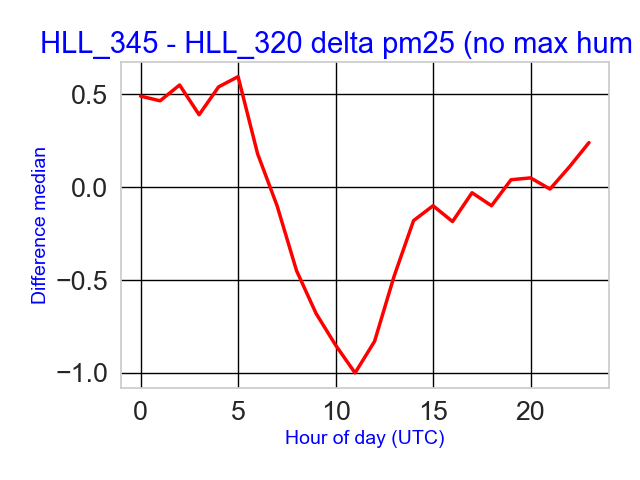 HLL_345 - HLL_320 delta pm25 (no max hum
Difference median
0.5
0.0
−0.5
−1.0
0 5 10 15 20
Hour of day (UTC)